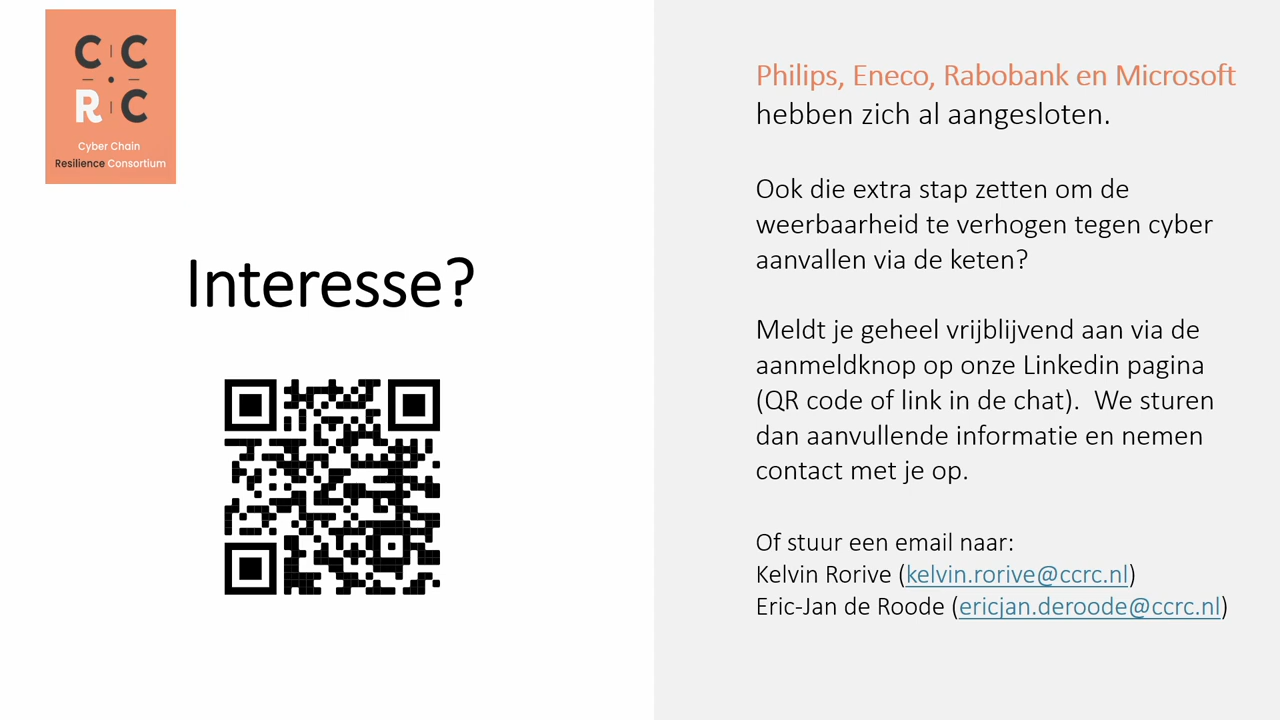 C C
R C
Cyber Chain
Resilience Consortium
Interesse?
Philips, Eneco, Rabobank en Microsoft
hebben zich al aangesloten.
Ook die extra stap zetten om de
weerbaarheid te verhogen tegen cyber
aanvallen via de keten?
Meldt je geheel vrijblijvend aan via de
aanmeldknop op onze Linkedin pagina
(QR code of link in de chat).  We sturen
dan aanvullende informatie en nemen
contact met je op.
Of stuur een email naar:
Kelvin Rorive (kelvin.rorive@ccrc.nl)
Eric-Jan de Roode (ericjan.deroode@ccrc.nl)